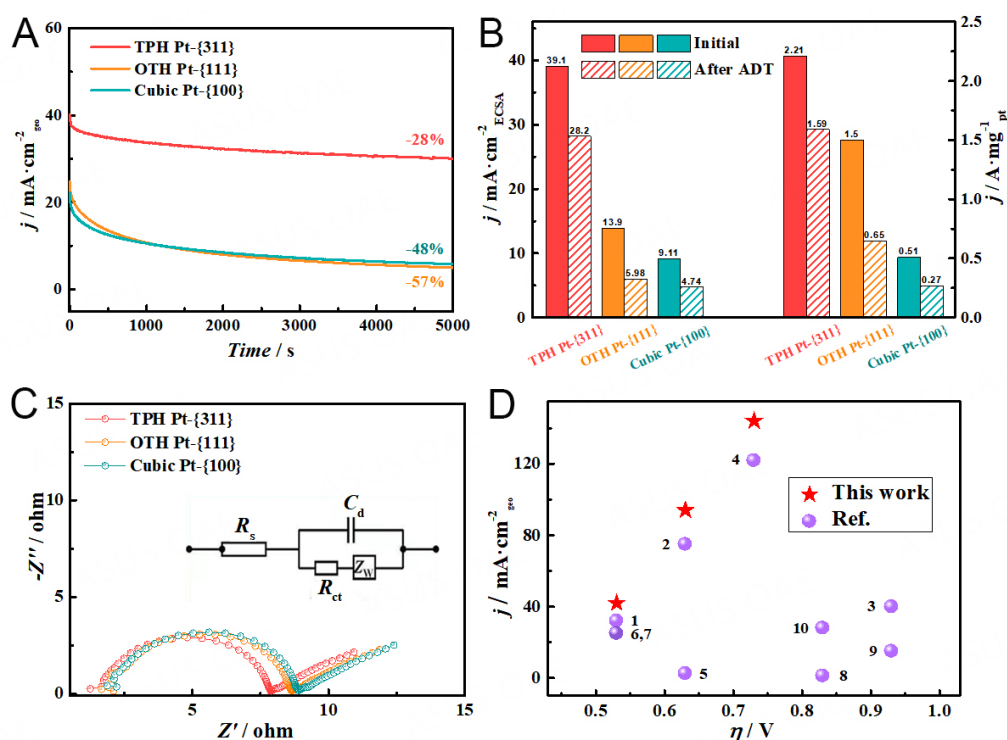 A
TPH Pt-{311}
OTH Pt-{111}
Cubic Pt-{100}
-28%
-48%
-57%
j / mA·cm⁻²geo
60
40
20
0
0 1000 2000 3000 4000 5000
Time / s
B
Initial
After ADT
39.1
28.2
13.9
5.98
9.11
4.74
2.21
1.59
1.5
0.65
0.51
0.27
j / mA·cm⁻²ECSA
40
30
20
10
0
j / A·mg⁻¹pt
2.5
2.0
1.5
1.0
0.5
0.0
TPH Pt-{311} OTH Pt-{111} Cubic Pt-{100} TPH Pt-{311} OTH Pt-{111} Cubic Pt-{100}
C
TPH Pt-{311}
OTH Pt-{111}
Cubic Pt-{100}
Cd
Rs
Zw
Rct
-Z'' / ohm
15
10
5
0
0 5 10 15
Z' / ohm
D
This work
Ref.
4
2
1
6,7
5
3
10
9
8
j / mA·cm⁻²geo
120
80
40
0
0.5 0.6 0.7 0.8 0.9 1.0
η / V